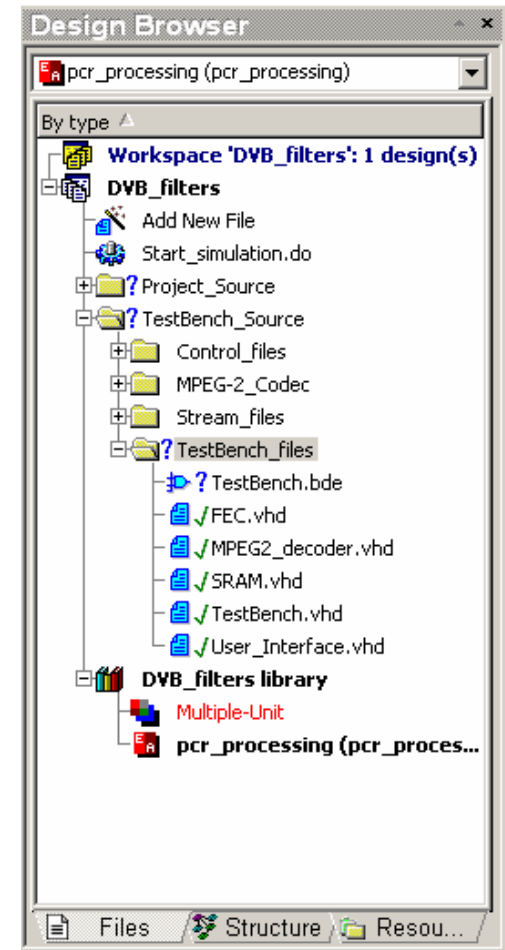 Design Browser
pcr_processing (pcr_processing)
By type
Workspace 'DVB_filters': 1 design(s)
DVB_filters
Add New File
Start_simulation.do
? Project_Source
? TestBench_Source
Control_files
MPEG-2_Codec
Stream_files
? TestBench_files
? TestBench.bde
FEC.vhd
MPEG2_decoder.vhd
SRAM.vhd
TestBench.vhd
User_Interface.vhd
DVB_filters library
Multiple-Unit
pcr_processing (pcr_proces...
Files Structure Resou...